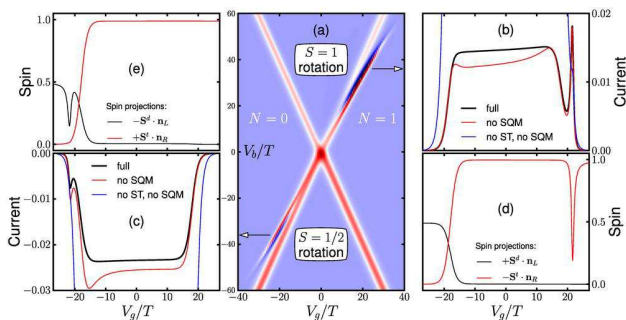 1.0
0.5
0.0
Spin
(e)
Spin projections:
−S^d · n_L
+S^t · n_R
0.00
−0.01
−0.02
−0.03
Current
full
no SQM
no ST, no SQM
(c)
−20 0 20
V_g/T
60
40
20
0
−20
−40
−60
(a)
S = 1
rotation
N = 0
N = 1
V_b/T
S = 1/2
rotation
−40 −20 0 20 40
V_g/T
(b)
full
no SQM
no ST, no SQM
0.02
0.01
0.00
Current
(d)
Spin projections:
+S^d · n_L
−S^t · n_R
1.0
0.5
0.0
Spin
−20 0 20
V_g/T